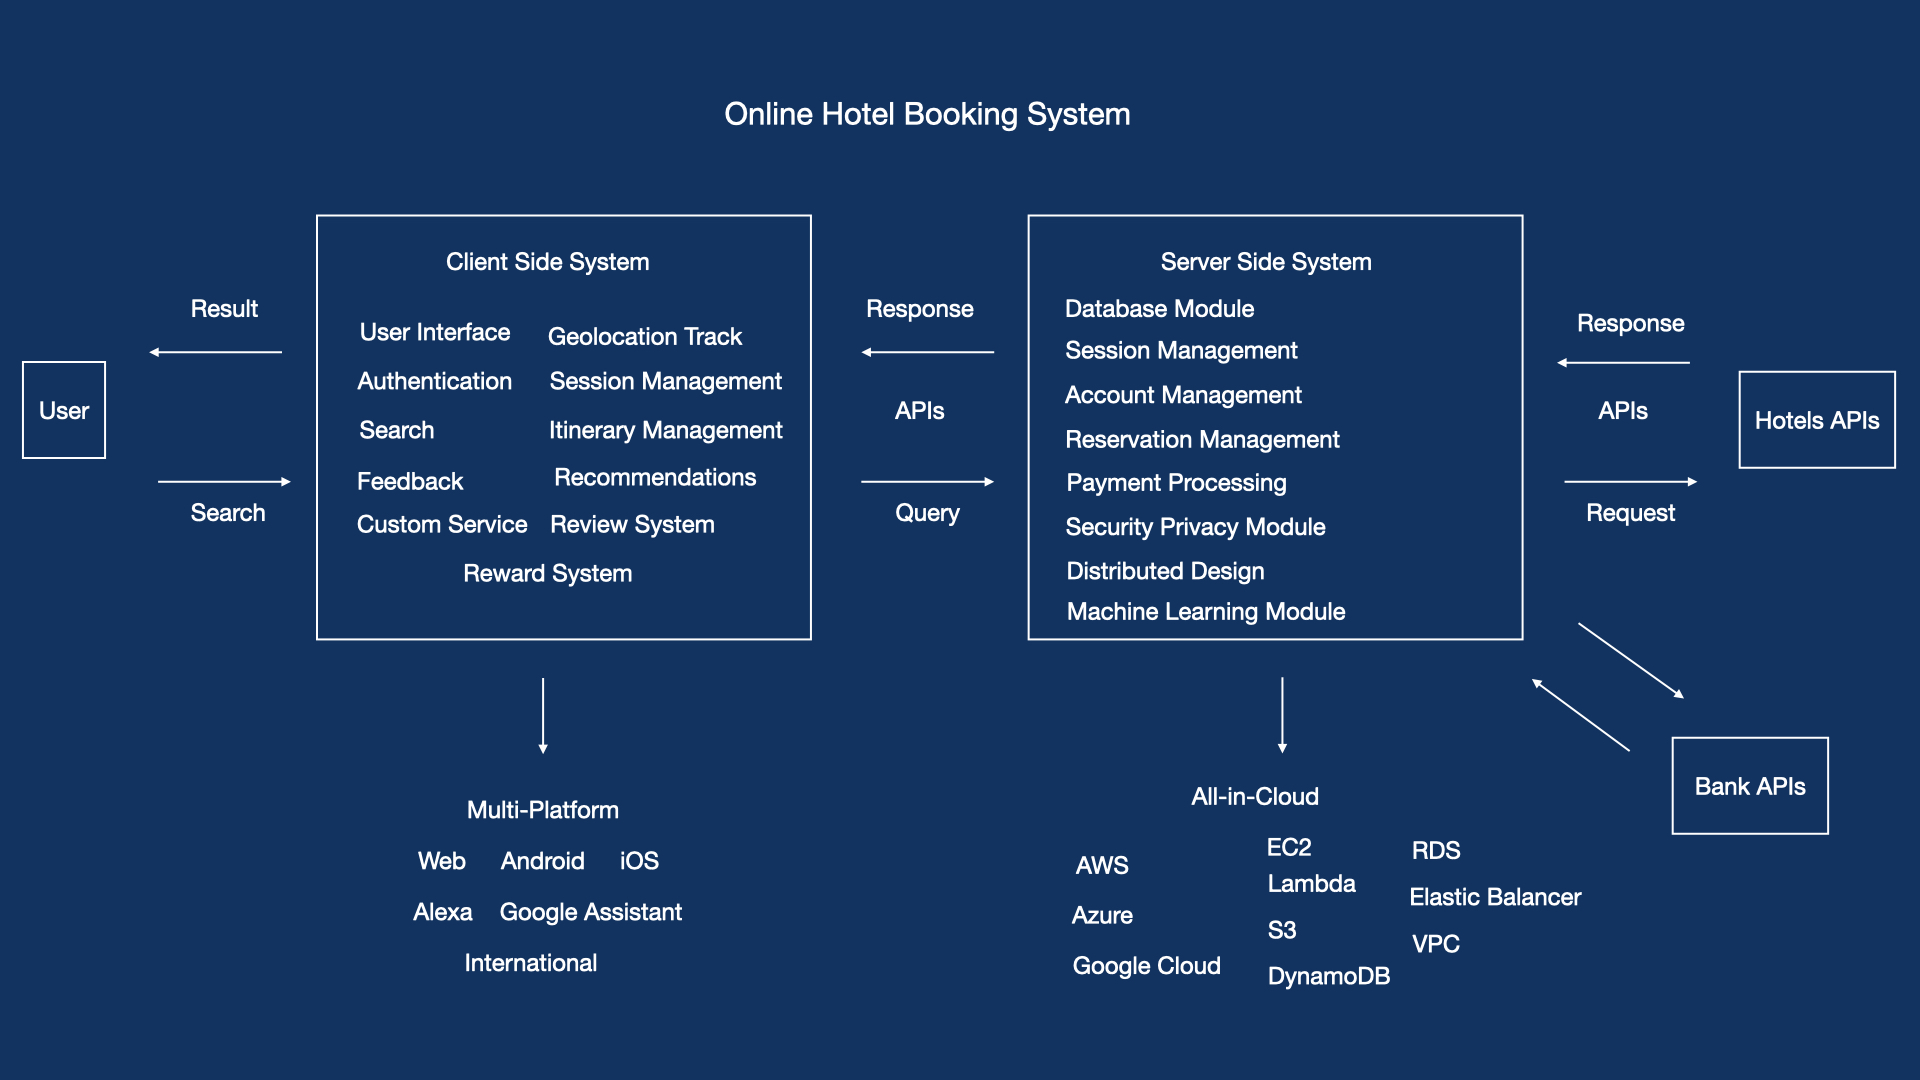 Online Hotel Booking System
User
Result
Search
Client Side System
User Interface
Geolocation Track
Authentication
Session Management
Search
Itinerary Management
Feedback
Recommendations
Custom Service
Review System
Reward System
Response
APIs
Query
Server Side System
Database Module
Session Management
Account Management
Reservation Management
Payment Processing
Security Privacy Module
Distributed Design
Machine Learning Module
Response
APIs
Request
Hotels APIs
Bank APIs
Multi-Platform
Web
Android
iOS
Alexa
Google Assistant
International
All-in-Cloud
AWS
Azure
Google Cloud
EC2
Lambda
S3
DynamoDB
RDS
Elastic Balancer
VPC